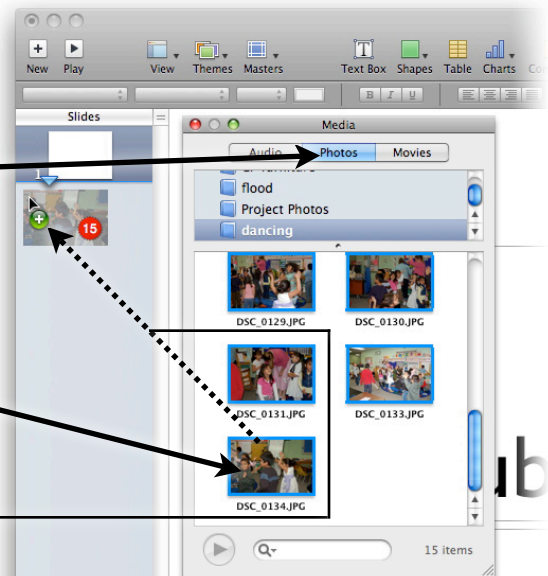 New Play View Themes Masters Text Box Shapes Table Charts
B I U
Slides
Media
Audio Photos Movies
1
flood
Project Photos
dancing
15
DSC_0129.JPG DSC_0130.JPG
DSC_0131.JPG DSC_0133.JPG
DSC_0134.JPG
ub
15 items